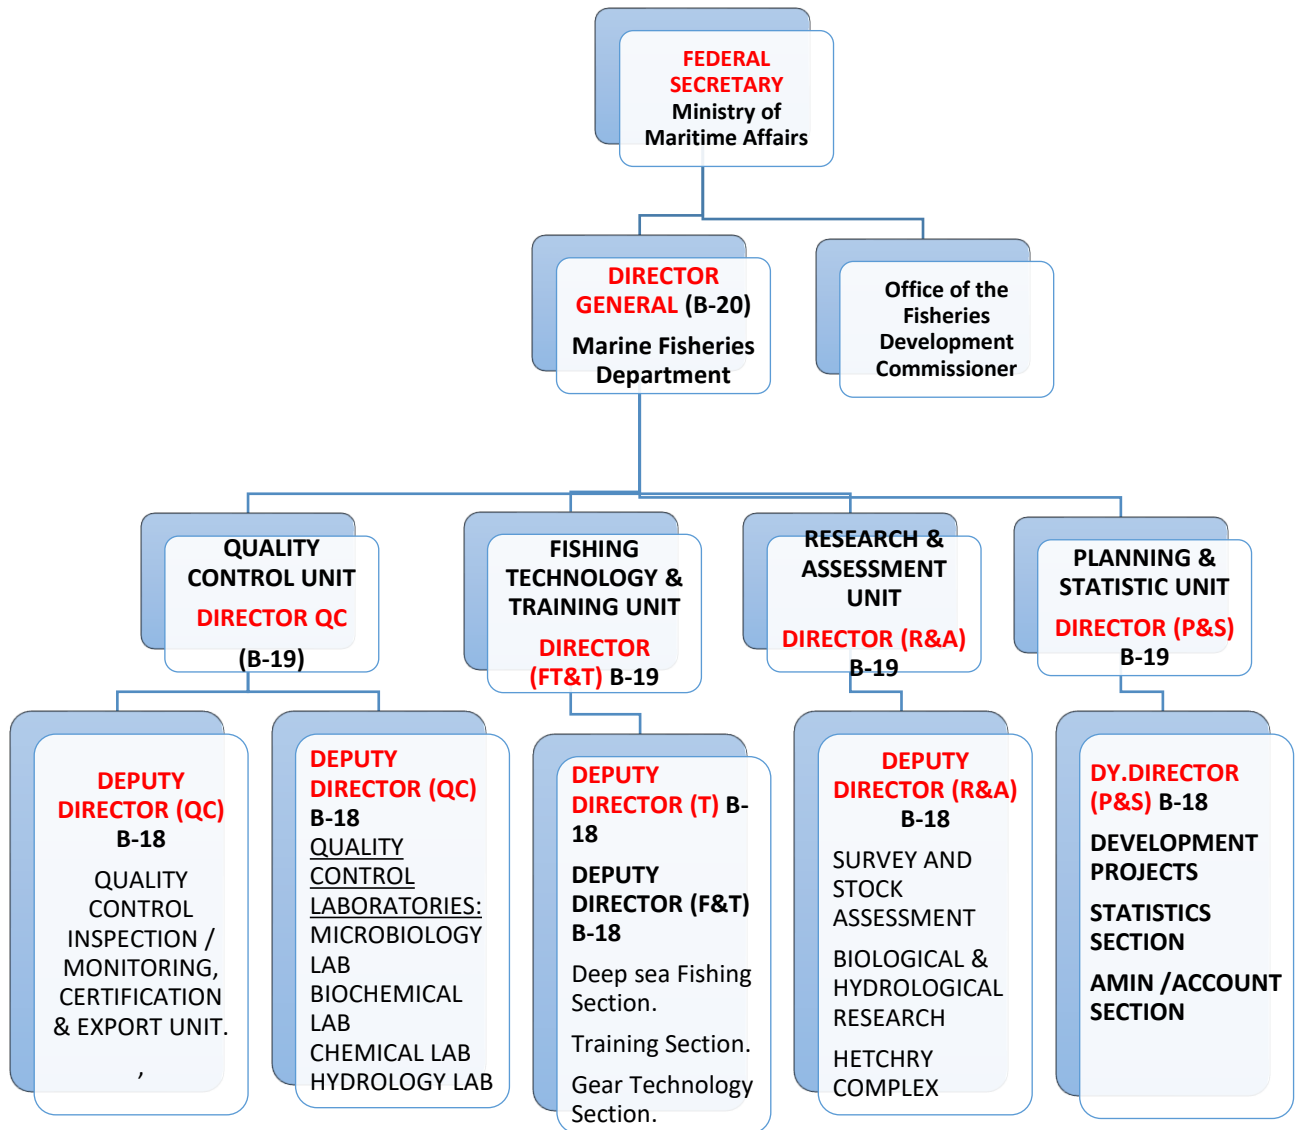 FEDERAL
SECRETARY
Ministry of
Maritime Affairs
DIRECTOR
GENERAL (B-20)
Marine Fisheries
Department
Office of the
Fisheries
Development
Commissioner
QUALITY
CONTROL UNIT
DIRECTOR QC
(B-19)
FISHING
TECHNOLOGY &
TRAINING UNIT
DIRECTOR
(FT&T) B-19
RESEARCH &
ASSESSMENT
UNIT
DIRECTOR (R&A)
B-19
PLANNING &
STATISTIC UNIT
DIRECTOR (P&S)
B-19
DEPUTY
DIRECTOR (QC)
B-18
QUALITY
CONTROL
INSPECTION /
MONITORING,
CERTIFICATION
& EXPORT UNIT.
,
DEPUTY
DIRECTOR (QC)
B-18
QUALITY
CONTROL
LABORATORIES:
MICROBIOLOGY
LAB
BIOCHEMICAL
LAB
CHEMICAL LAB
HYDROLOGY LAB
DEPUTY
DIRECTOR (T) B-
18
DEPUTY
DIRECTOR (F&T)
B-18
Deep sea Fishing
Section.
Training Section.
Gear Technology
Section.
DEPUTY
DIRECTOR (R&A)
B-18
SURVEY AND
STOCK
ASSESSMENT
BIOLOGICAL &
HYDROLOGICAL
RESEARCH
HETCHRY
COMPLEX
DY.DIRECTOR
(P&S) B-18
DEVELOPMENT
PROJECTS
STATISTICS
SECTION
AMIN /ACCOUNT
SECTION